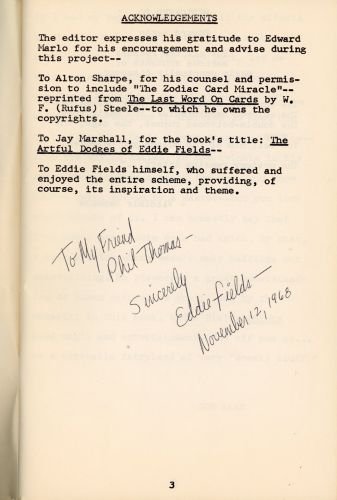 ACKNOWLEDGEMENTS
The editor expresses his gratitude to Edward
Marlo for his encouragement and advise during
this project--
To Alton Sharpe, for his counsel and permis-
sion to include "The Zodiac Card Miracle"--
reprinted from The Last Word On Cards by W.
F. (Rufus) Steele--to which he owns the
copyrights.
To Jay Marshall, for the book's title: The
Artful Dodges of Eddie Fields--
To Eddie Fields himself, who suffered and
enjoyed the entire scheme, providing, of
course, its inspiration and theme.
To My Friend
Phil Thomas-
Sincerely
Eddie Fields-
November 12, 1968
3